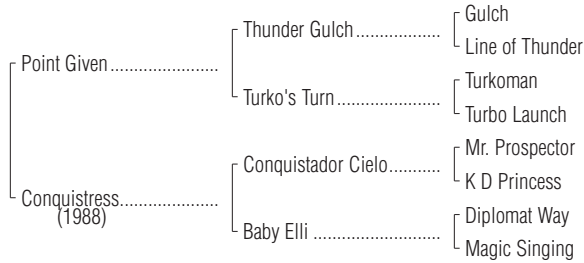 Gulch
Thunder Gulch....................
Line of Thunder
Point Given.........................
Turkoman
Turko's Turn.........................
Turbo Launch
Mr. Prospector
Conquistador Cielo............
K D Princess
Conquistress.......................
(1988)
Diplomat Way
Baby Elli ..............................
Magic Singing